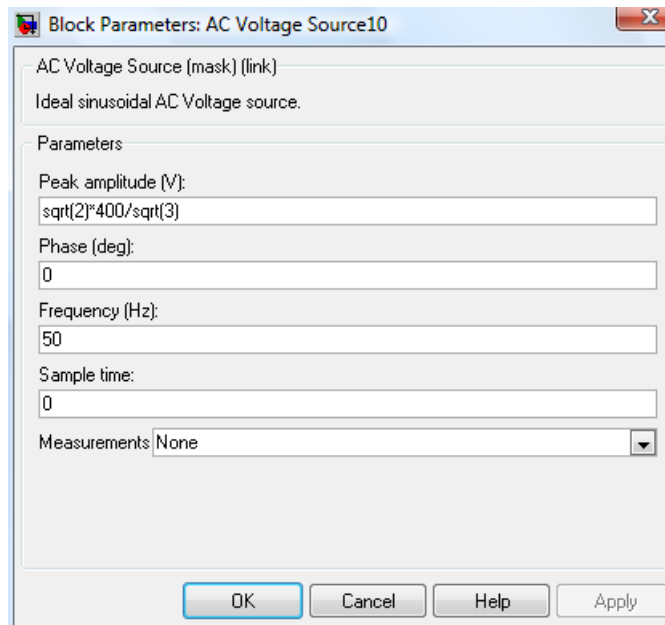 Block Parameters: AC Voltage Source10
AC Voltage Source (mask) (link)
Ideal sinusoidal AC Voltage source.
Parameters
Peak amplitude (V):
sqrt(2)*400/sqrt(3)
Phase (deg):
0
Frequency (Hz):
50
Sample time:
0
Measurements None
OK Cancel Help Apply